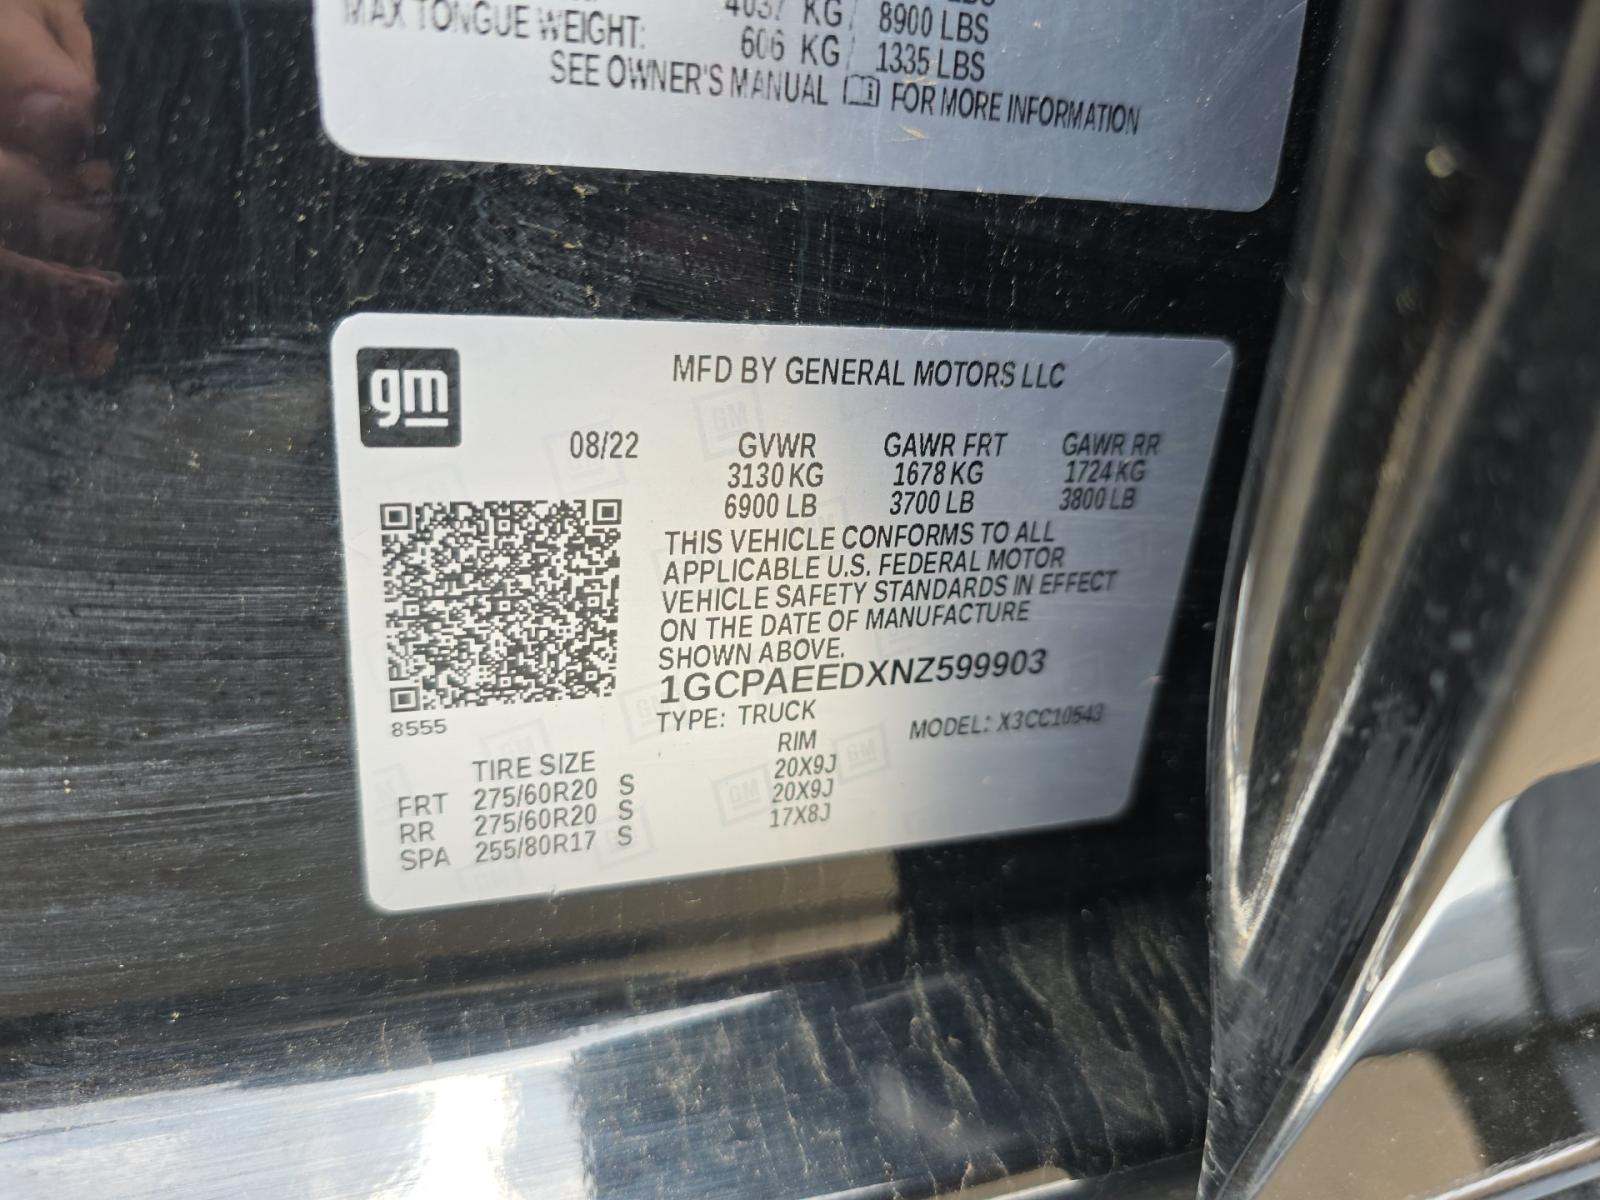 4037 KG / 8900 LBS
MAX TONGUE WEIGHT: 606 KG / 1335 LBS
SEE OWNER'S MANUAL FOR MORE INFORMATION
gm
MFD BY GENERAL MOTORS LLC
08/22 GVWR GAWR FRT GAWR RR
3130 KG 1678 KG 1724 KG
6900 LB 3700 LB 3800 LB
THIS VEHICLE CONFORMS TO ALL
APPLICABLE U.S. FEDERAL MOTOR
VEHICLE SAFETY STANDARDS IN EFFECT
ON THE DATE OF MANUFACTURE
SHOWN ABOVE.
1GCPAEEDXNZ599903
8555
TYPE: TRUCK MODEL: X3CC10543
TIRE SIZE RIM
FRT 275/60R20 S 20X9J
RR 275/60R20 S 20X9J
SPA 255/80R17 S 17X8J